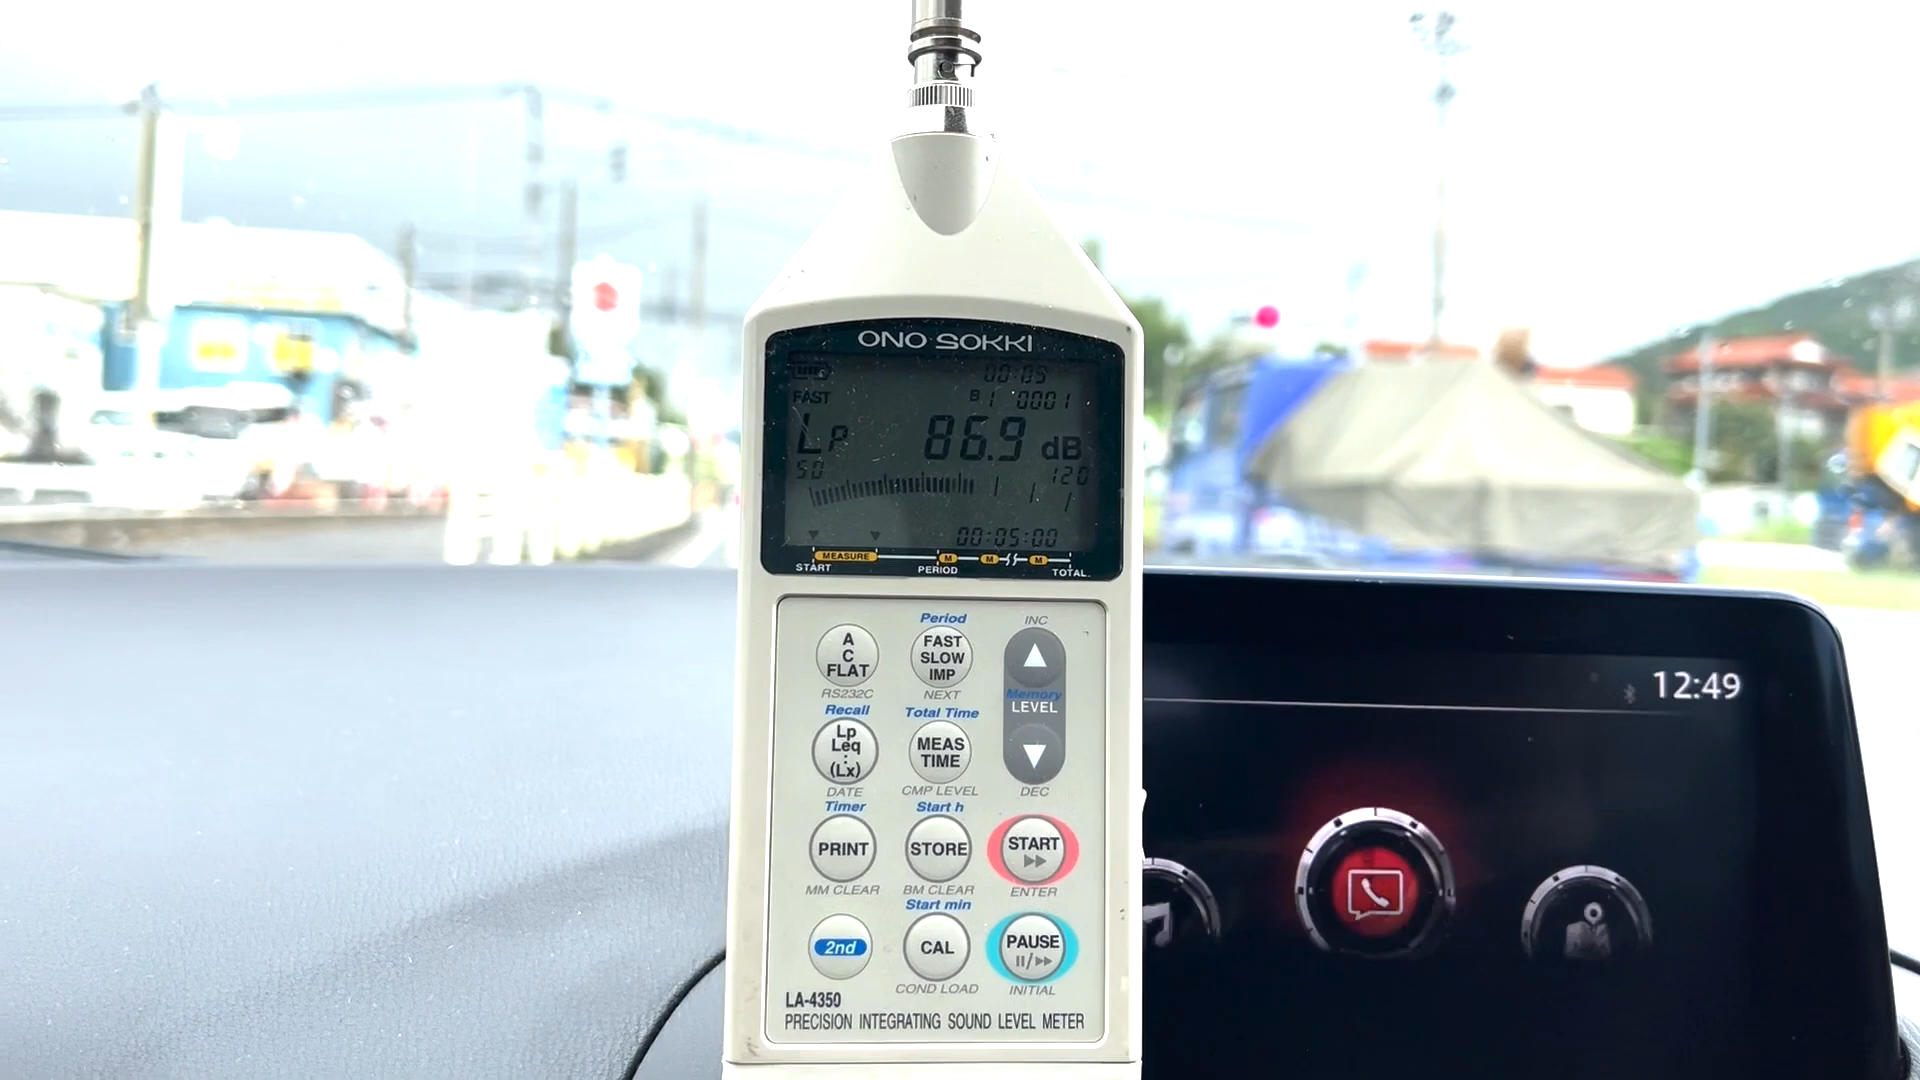 ONO SOKKI
00:05
FAST
B 1 0001
LP 86.9 dB
50 120
00:05:00
MEASURE M M M
START PERIOD TOTAL
Period INC
A
C
FLAT
FAST
SLOW
IMP
RS232C NEXT
Memory
LEVEL
Recall Total Time
Lp
Leq
:
(Lx)
MEAS
TIME
DATE CMP LEVEL DEC
Timer Start h
PRINT STORE START
MM CLEAR BM CLEAR ENTER
Start min
2nd CAL PAUSE
COND LOAD INITIAL
LA-4350
PRECISION INTEGRATING SOUND LEVEL METER
12:49